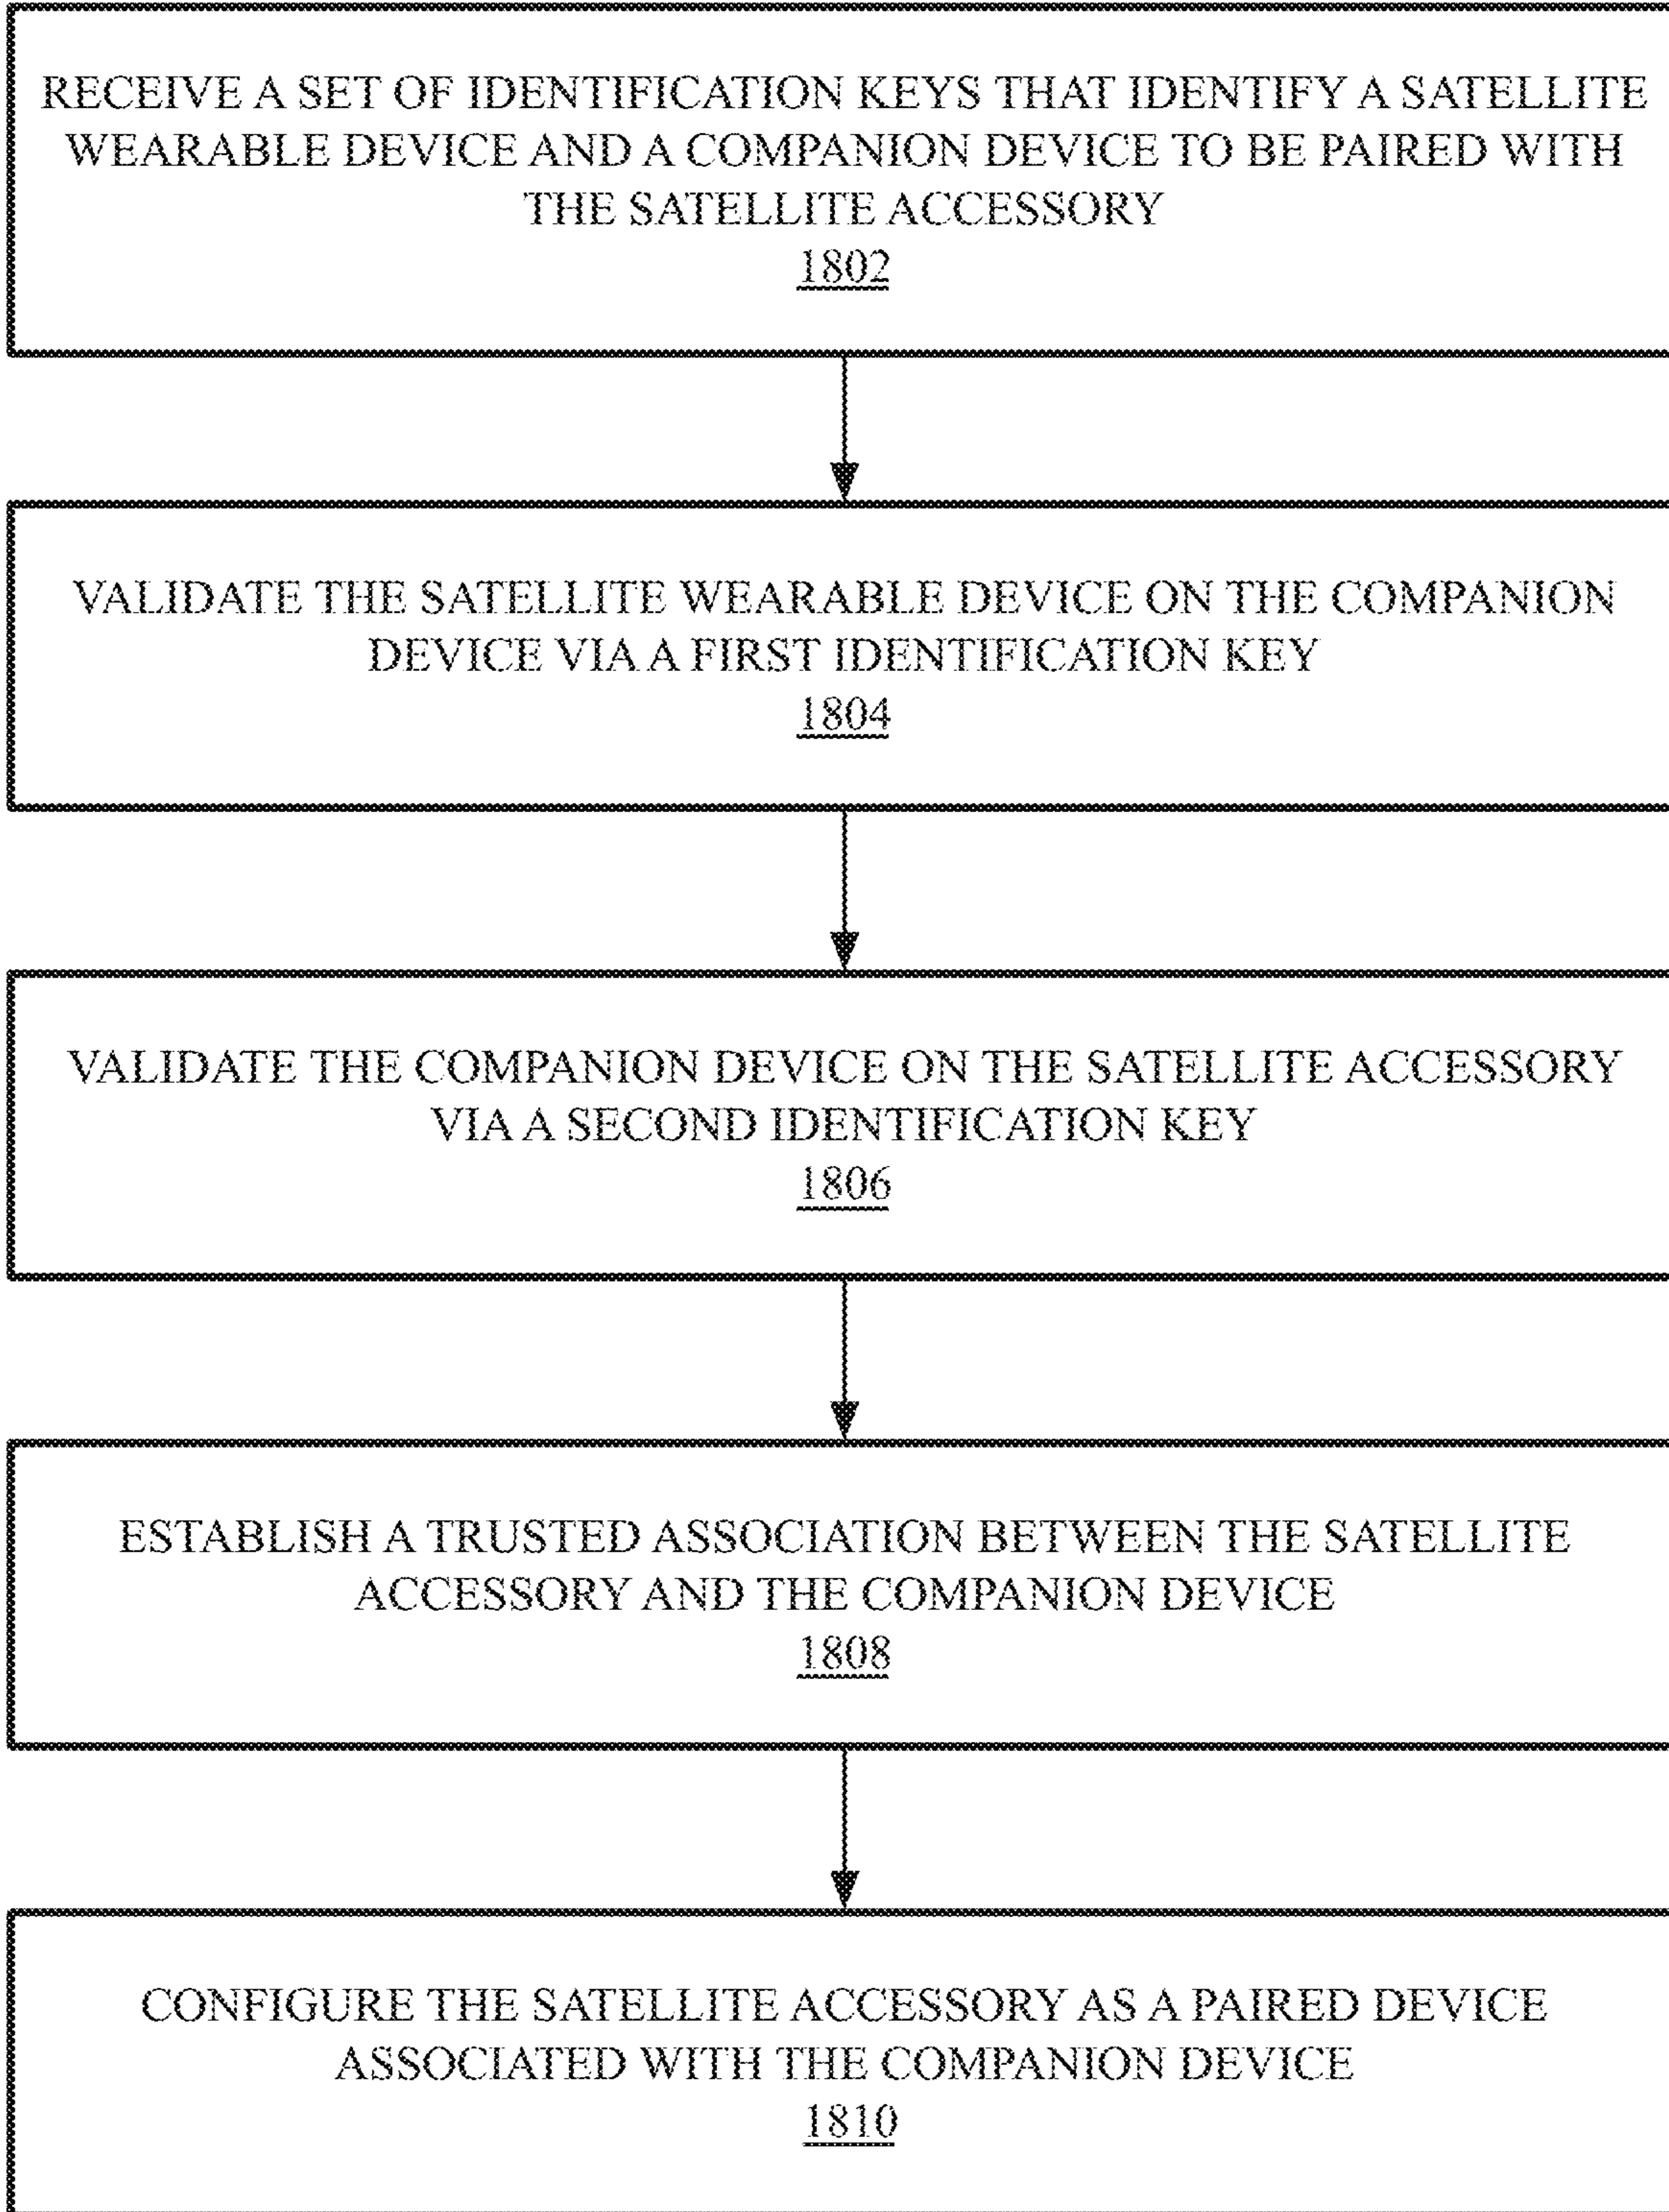 RECEIVE A SET OF IDENTIFICATION KEYS THAT IDENTIFY A SATELLITE
WEARABLE DEVICE AND A COMPANION DEVICE TO BE PAIRED WITH
THE SATELLITE ACCESSORY
1802
VALIDATE THE SATELLITE WEARABLE DEVICE ON THE COMPANION
DEVICE VIA A FIRST IDENTIFICATION KEY
1804
VALIDATE THE COMPANION DEVICE ON THE SATELLITE ACCESSORY
VIA A SECOND IDENTIFICATION KEY
1806
ESTABLISH A TRUSTED ASSOCIATION BETWEEN THE SATELLITE
ACCESSORY AND THE COMPANION DEVICE
1808
CONFIGURE THE SATELLITE ACCESSORY AS A PAIRED DEVICE
ASSOCIATED WITH THE COMPANION DEVICE
1810